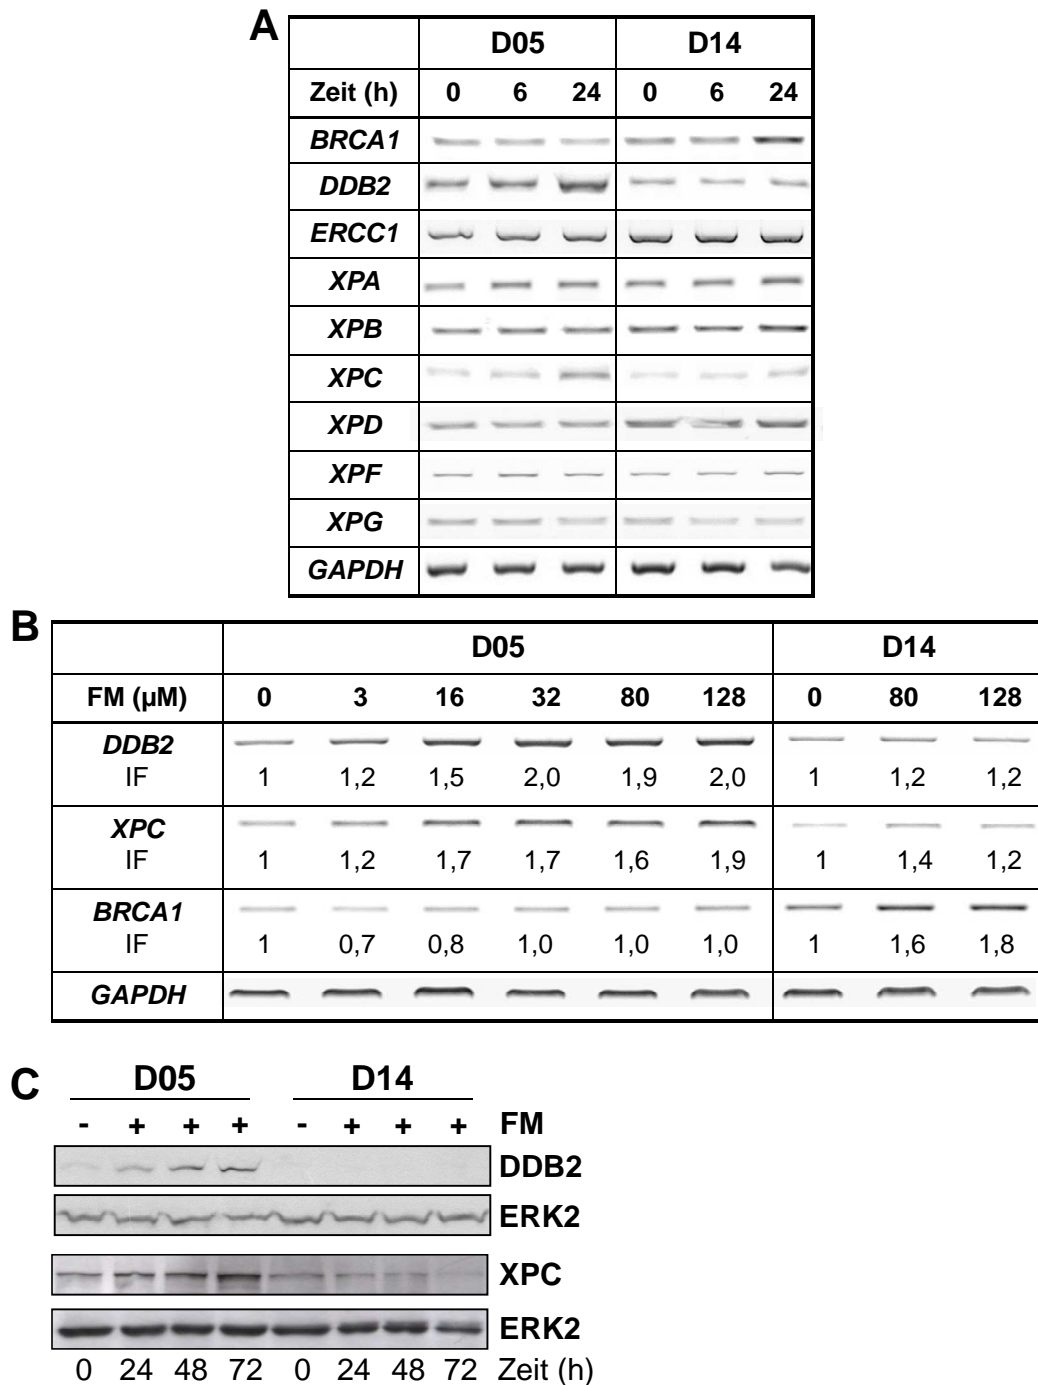 A
D05 D14
Zeit (h) 0 6 24 0 6 24
BRCA1
DDB2
ERCC1
XPA
XPB
XPC
XPD
XPF
XPG
GAPDH
B
D05 D14
FM (µM) 0 3 16 32 80 128 0 80 128
DDB2
IF 1 1,2 1,5 2,0 1,9 2,0 1 1,2 1,2
XPC
IF 1 1,2 1,7 1,7 1,6 1,9 1 1,4 1,2
BRCA1
IF 1 0,7 0,8 1,0 1,0 1,0 1 1,6 1,8
GAPDH
C
D05 D14
- + + + - + + + FM
DDB2
ERK2
XPC
ERK2
0 24 48 72 0 24 48 72 Zeit (h)